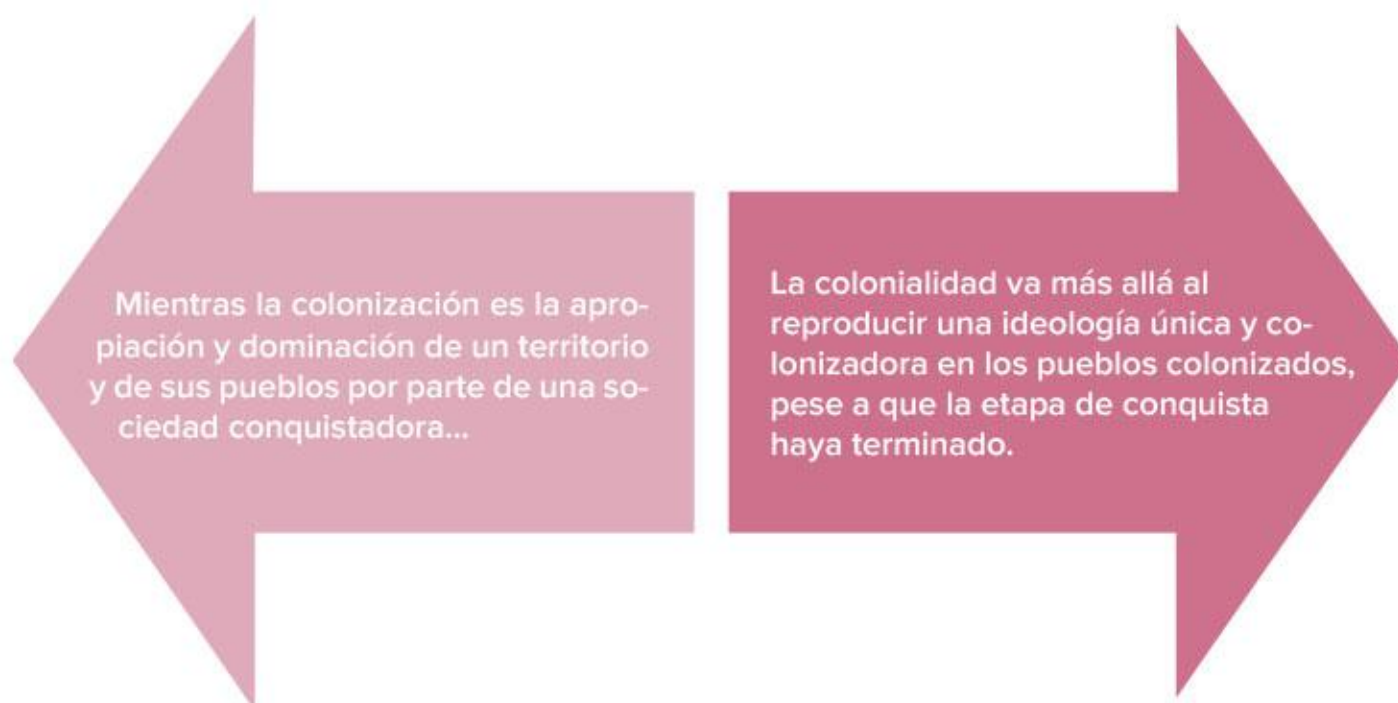 Mientras la colonización es la apro-
piación y dominación de un territorio
y de sus pueblos por parte de una so-
ciedad conquistadora...
La colonialidad va más allá al
reproducir una ideología única y co-
lonizadora en los pueblos colonizados,
pese a que la etapa de conquista
haya terminado.